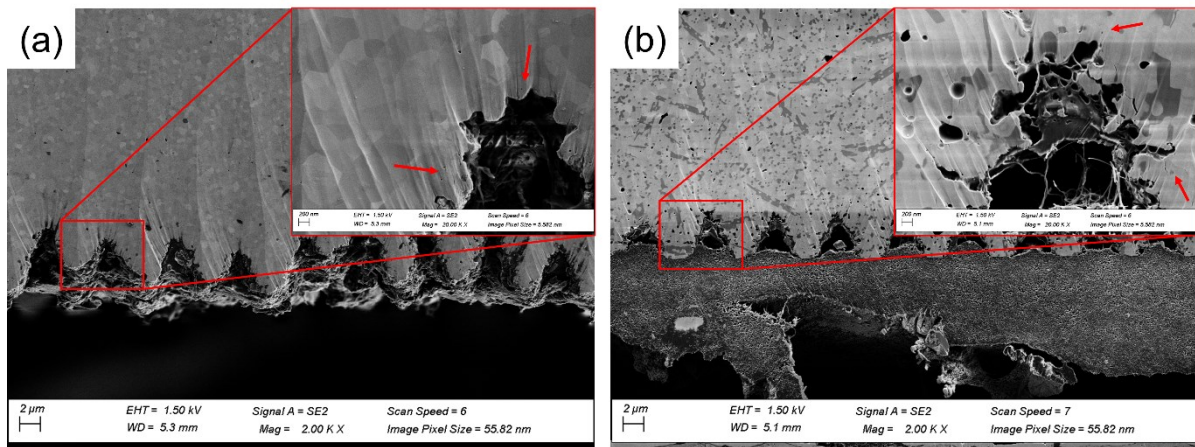 (a)
200 nm
EHT = 1.50 kV
Signal A = SE2
Scan Speed = 6
WD = 5.3 mm
Mag = 20.00 K X
Image Pixel Size = 5.582 nm
2 µm
EHT = 1.50 kV
Signal A = SE2
Scan Speed = 6
WD = 5.3 mm
Mag = 2.00 K X
Image Pixel Size = 55.82 nm
(b)
200 nm
EHT = 1.50 kV
Signal A = SE2
Scan Speed = 6
WD = 5.1 mm
Mag = 20.00 K X
Image Pixel Size = 5.582 nm
2 µm
EHT = 1.50 kV
Signal A = SE2
Scan Speed = 7
WD = 5.1 mm
Mag = 2.00 K X
Image Pixel Size = 55.82 nm